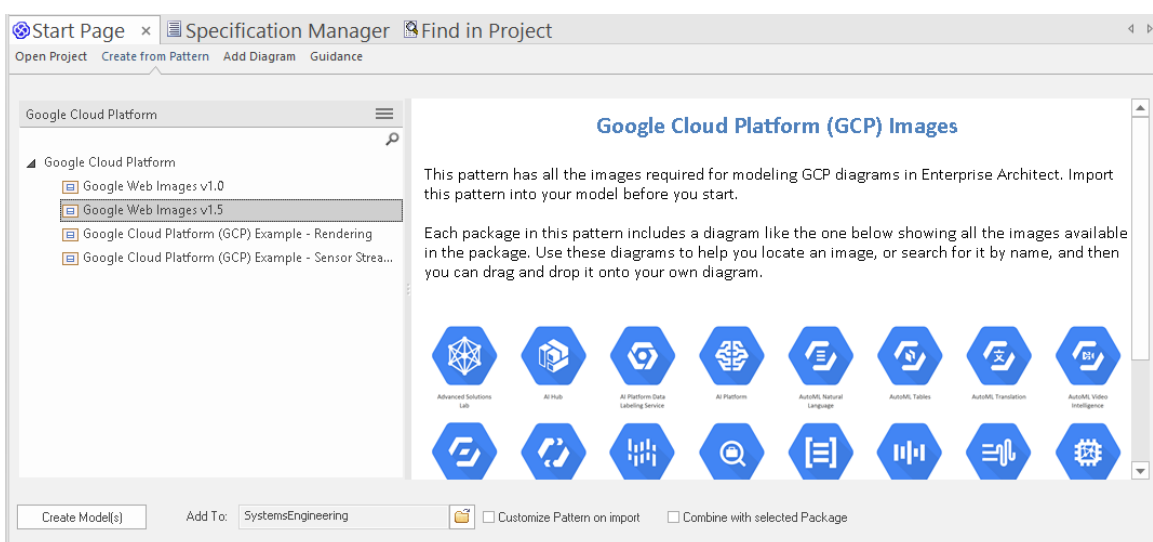 Start Page × Specification Manager Find in Project
Open Project Create from Pattern Add Diagram Guidance
Google Cloud Platform
Google Cloud Platform
Google Web Images v1.0
Google Web Images v1.5
Google Cloud Platform (GCP) Example - Rendering
Google Cloud Platform (GCP) Example - Sensor Strea...
Google Cloud Platform (GCP) Images
This pattern has all the images required for modeling GCP diagrams in Enterprise Architect. Import
this pattern into your model before you start.
Each package in this pattern includes a diagram like the one below showing all the images available
in the package. Use these diagrams to help you locate an image, or search for it by name, and then
you can drag and drop it onto your own diagram.
Advanced Solutions
Lab
AI Hub
AI Platform Data
Labeling Service
AI Platform
AutoML Natural
Language
AutoML Tables
AutoML Translation
AutoML Video
Intelligence
Create Model(s) Add To: SystemsEngineering Customize Pattern on import Combine with selected Package